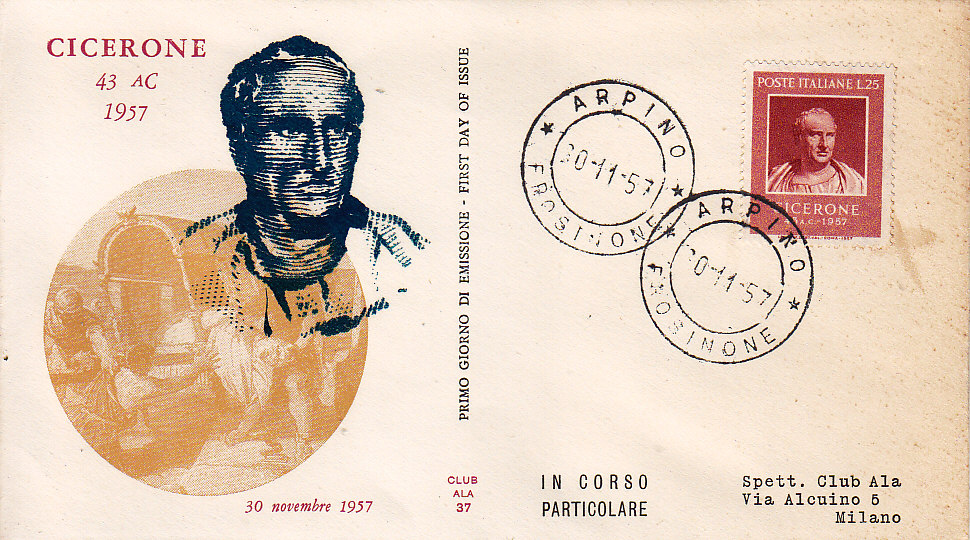 CICERONE
43 AC
1957
PRIMO GIORNO DI EMISSIONE - FIRST DAY OF ISSUE
ARPINO
30-11-57
FROSINONE
ARPINO
30-11-57
FROSINONE
POSTE ITALIANE L.25
CICERONE
A.C.-1957
30 novembre 1957
CLUB
ALA
37
IN CORSO
PARTICOLARE
Spett. Club Ala
Via Alcuino 5
Milano